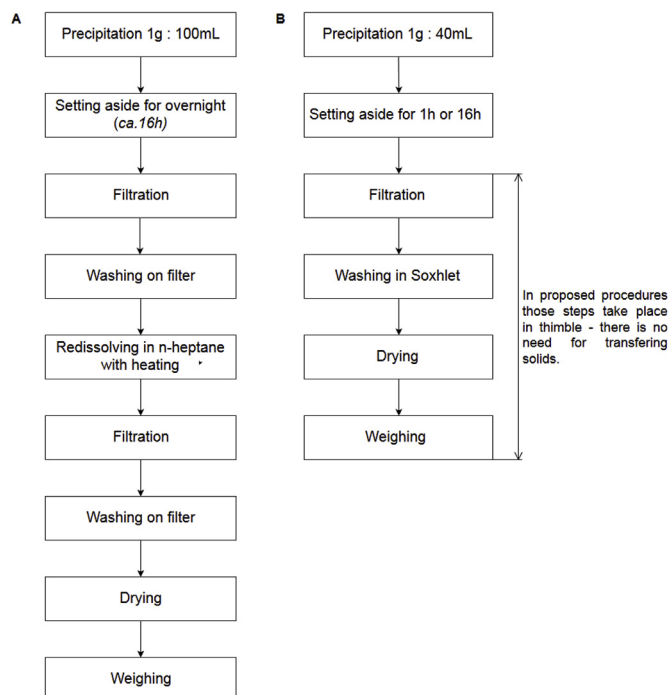 A
Precipitation 1g : 100mL
Setting aside for overnight
(ca.16h)
Filtration
Washing on filter
Redissolving in n-heptane
with heating
Filtration
Washing on filter
Drying
Weighing
B
Precipitation 1g : 40mL
Setting aside for 1h or 16h
Filtration
Washing in Soxhlet
Drying
Weighing
In proposed procedures
those steps take place
in thimble - there is no
need for transfering
solids.